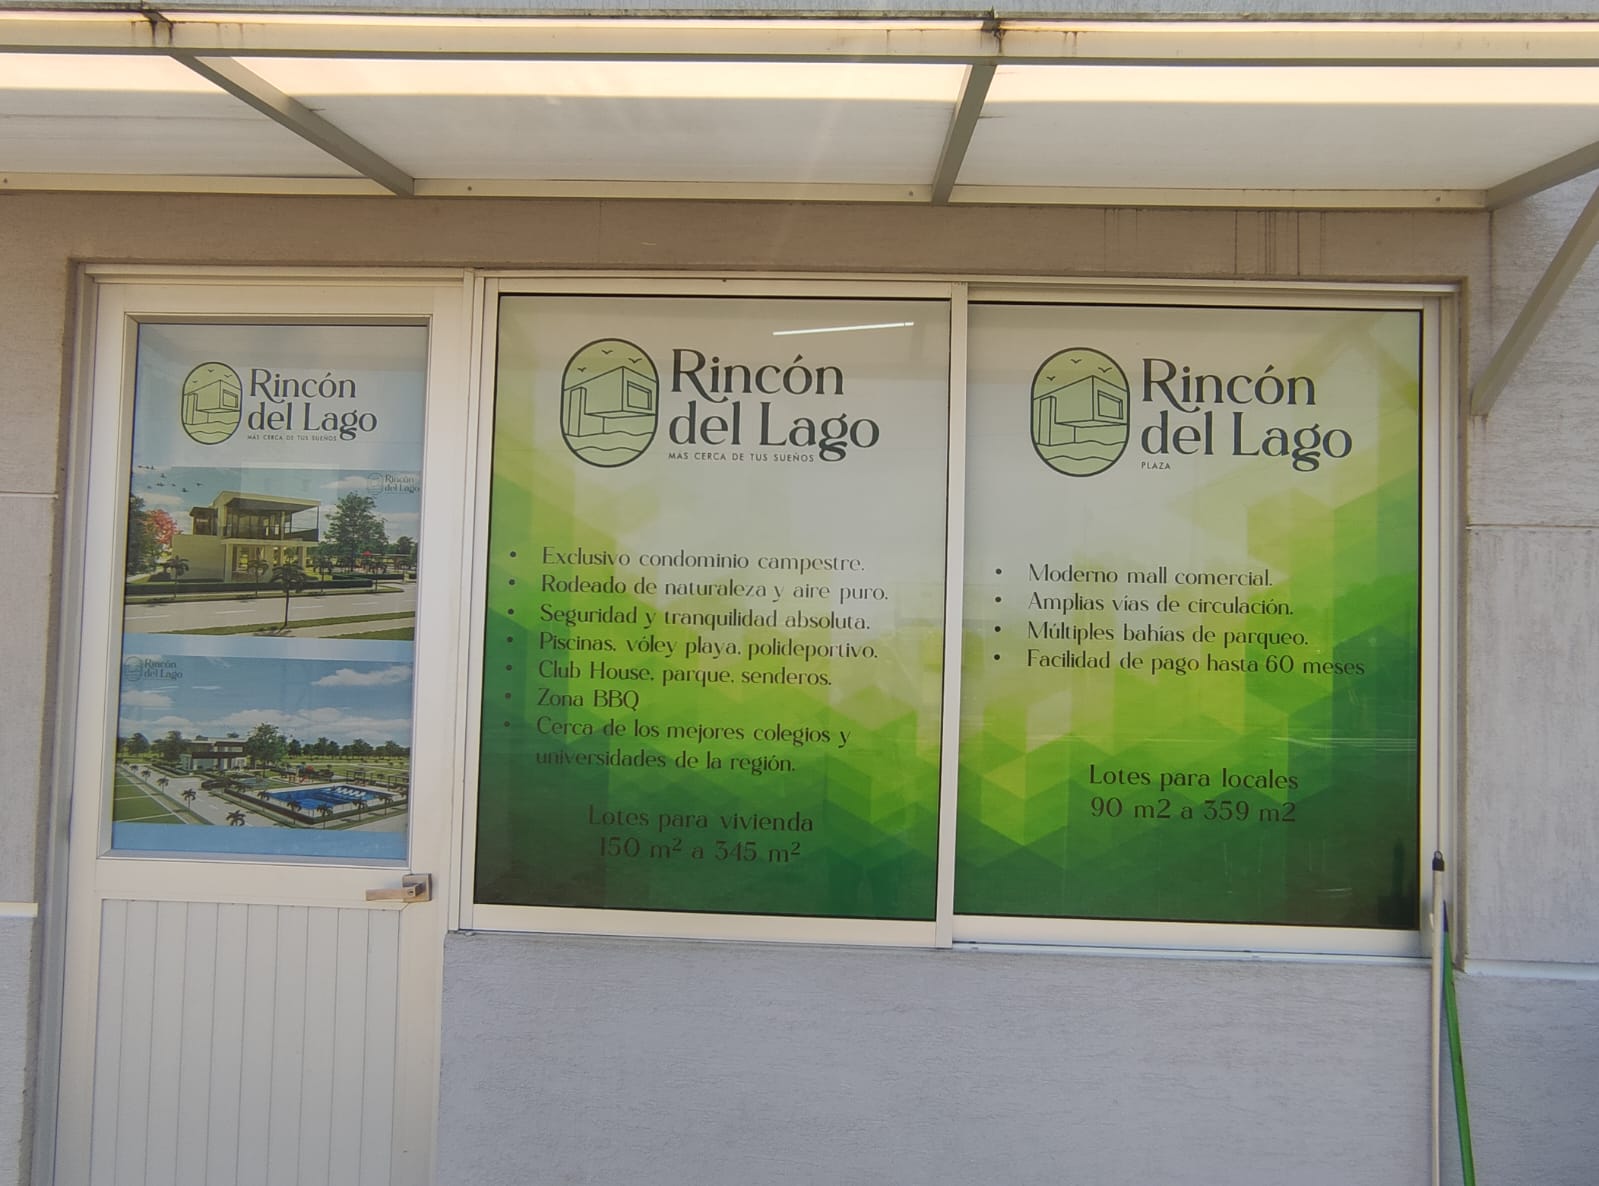 Rincón
del Lago
MÁS CERCA DE TUS SUEÑOS
Rincón
del Lago
Rincón
del Lago
Rincón
del Lago
MÁS CERCA DE TUS SUEÑOS
• Exclusivo condominio campestre.
• Rodeado de naturaleza y aire puro.
• Seguridad y tranquilidad absoluta.
• Piscinas, vóley playa, polideportivo.
• Club House, parque, senderos.
• Zona BBQ
• Cerca de los mejores colegios y
universidades de la región.
Lotes para vivienda
150 m² a 345 m²
Rincón
del Lago
PLAZA
• Moderno mall comercial.
• Amplias vías de circulación.
• Múltiples bahías de parqueo.
• Facilidad de pago hasta 60 meses
Lotes para locales
90 m2 a 359 m2